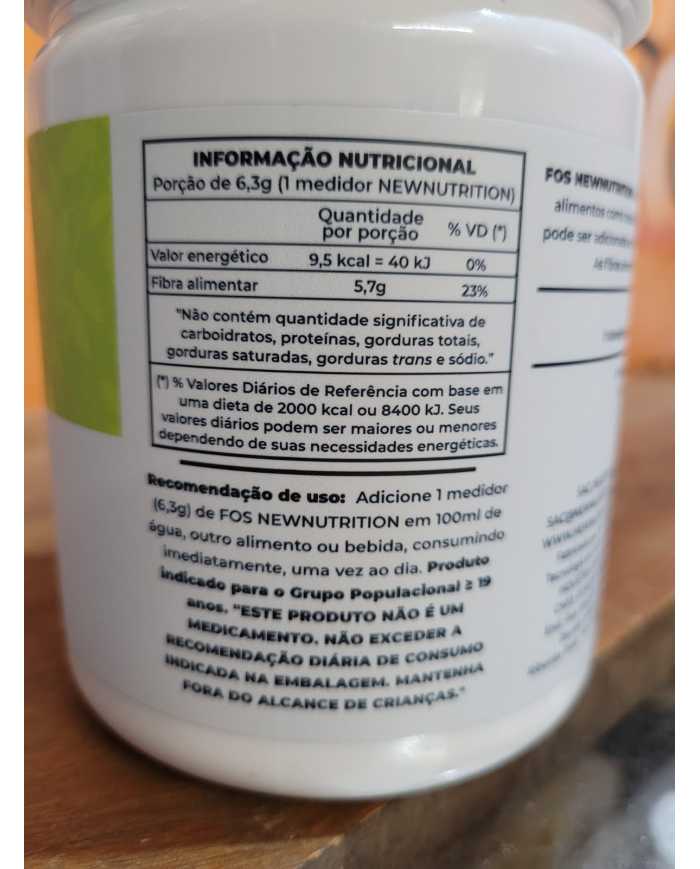 INFORMAÇÃO NUTRICIONAL
Porção de 6,3g (1 medidor NEWNUTRITION)
Quantidade por porção % VD (*)
Valor energético 9,5 kcal = 40 kJ 0%
Fibra alimentar 5,7g 23%
"Não contém quantidade significativa de
carboidratos, proteínas, gorduras totais,
gorduras saturadas, gorduras trans e sódio."
(*) % Valores Diários de Referência com base em
uma dieta de 2000 kcal ou 8400 kJ. Seus
valores diários podem ser maiores ou menores
dependendo de suas necessidades energéticas.
Recomendação de uso: Adicione 1 medidor
(6,3g) de FOS NEWNUTRITION em 100ml de
água, outro alimento ou bebida, consumindo
imediatamente, uma vez ao dia. Produto
indicado para o Grupo Populacional ≥ 19
anos. "ESTE PRODUTO NÃO É UM
MEDICAMENTO. NÃO EXCEDER A
RECOMENDAÇÃO DIÁRIA DE CONSUMO
INDICADA NA EMBALAGEM. MANTENHA
FORA DO ALCANCE DE CRIANÇAS."
FOS NEWNUTRITION
alimentos com
pode ser